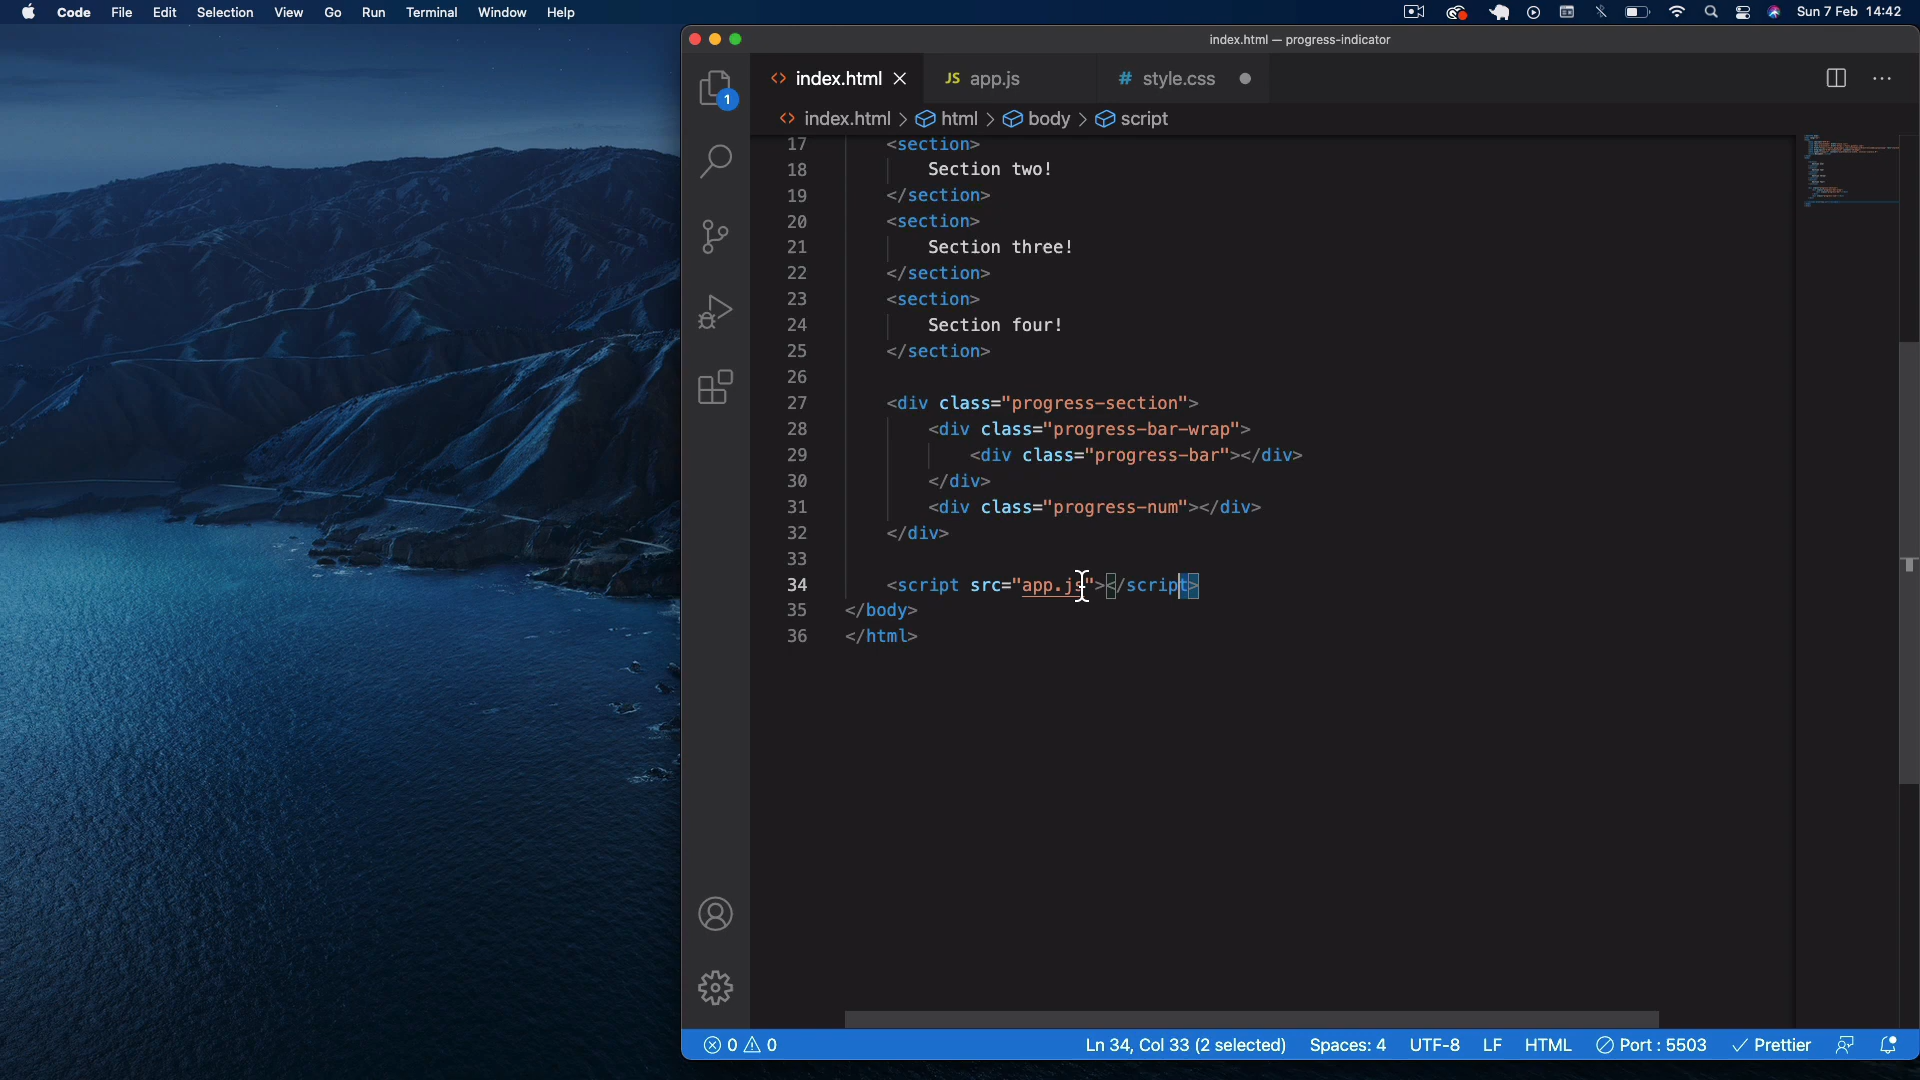 Code File Edit Selection View Go Run Terminal Window Help Sun 7 Feb 14:42
index.html — progress-indicator
<> index.html JS app.js # style.css
1
<> index.html > html > body > script
17 <section>
18 Section two!
19 </section>
20 <section>
21 Section three!
22 </section>
23 <section>
24 Section four!
25 </section>
26
27 <div class="progress-section">
28 <div class="progress-bar-wrap">
29 <div class="progress-bar"></div>
30 </div>
31 <div class="progress-num"></div>
32 </div>
33
34 <script src="app.js"></script>
35 </body>
36 </html>
0 0 Ln 34, Col 33 (2 selected) Spaces: 4 UTF-8 LF HTML Port : 5503 Prettier